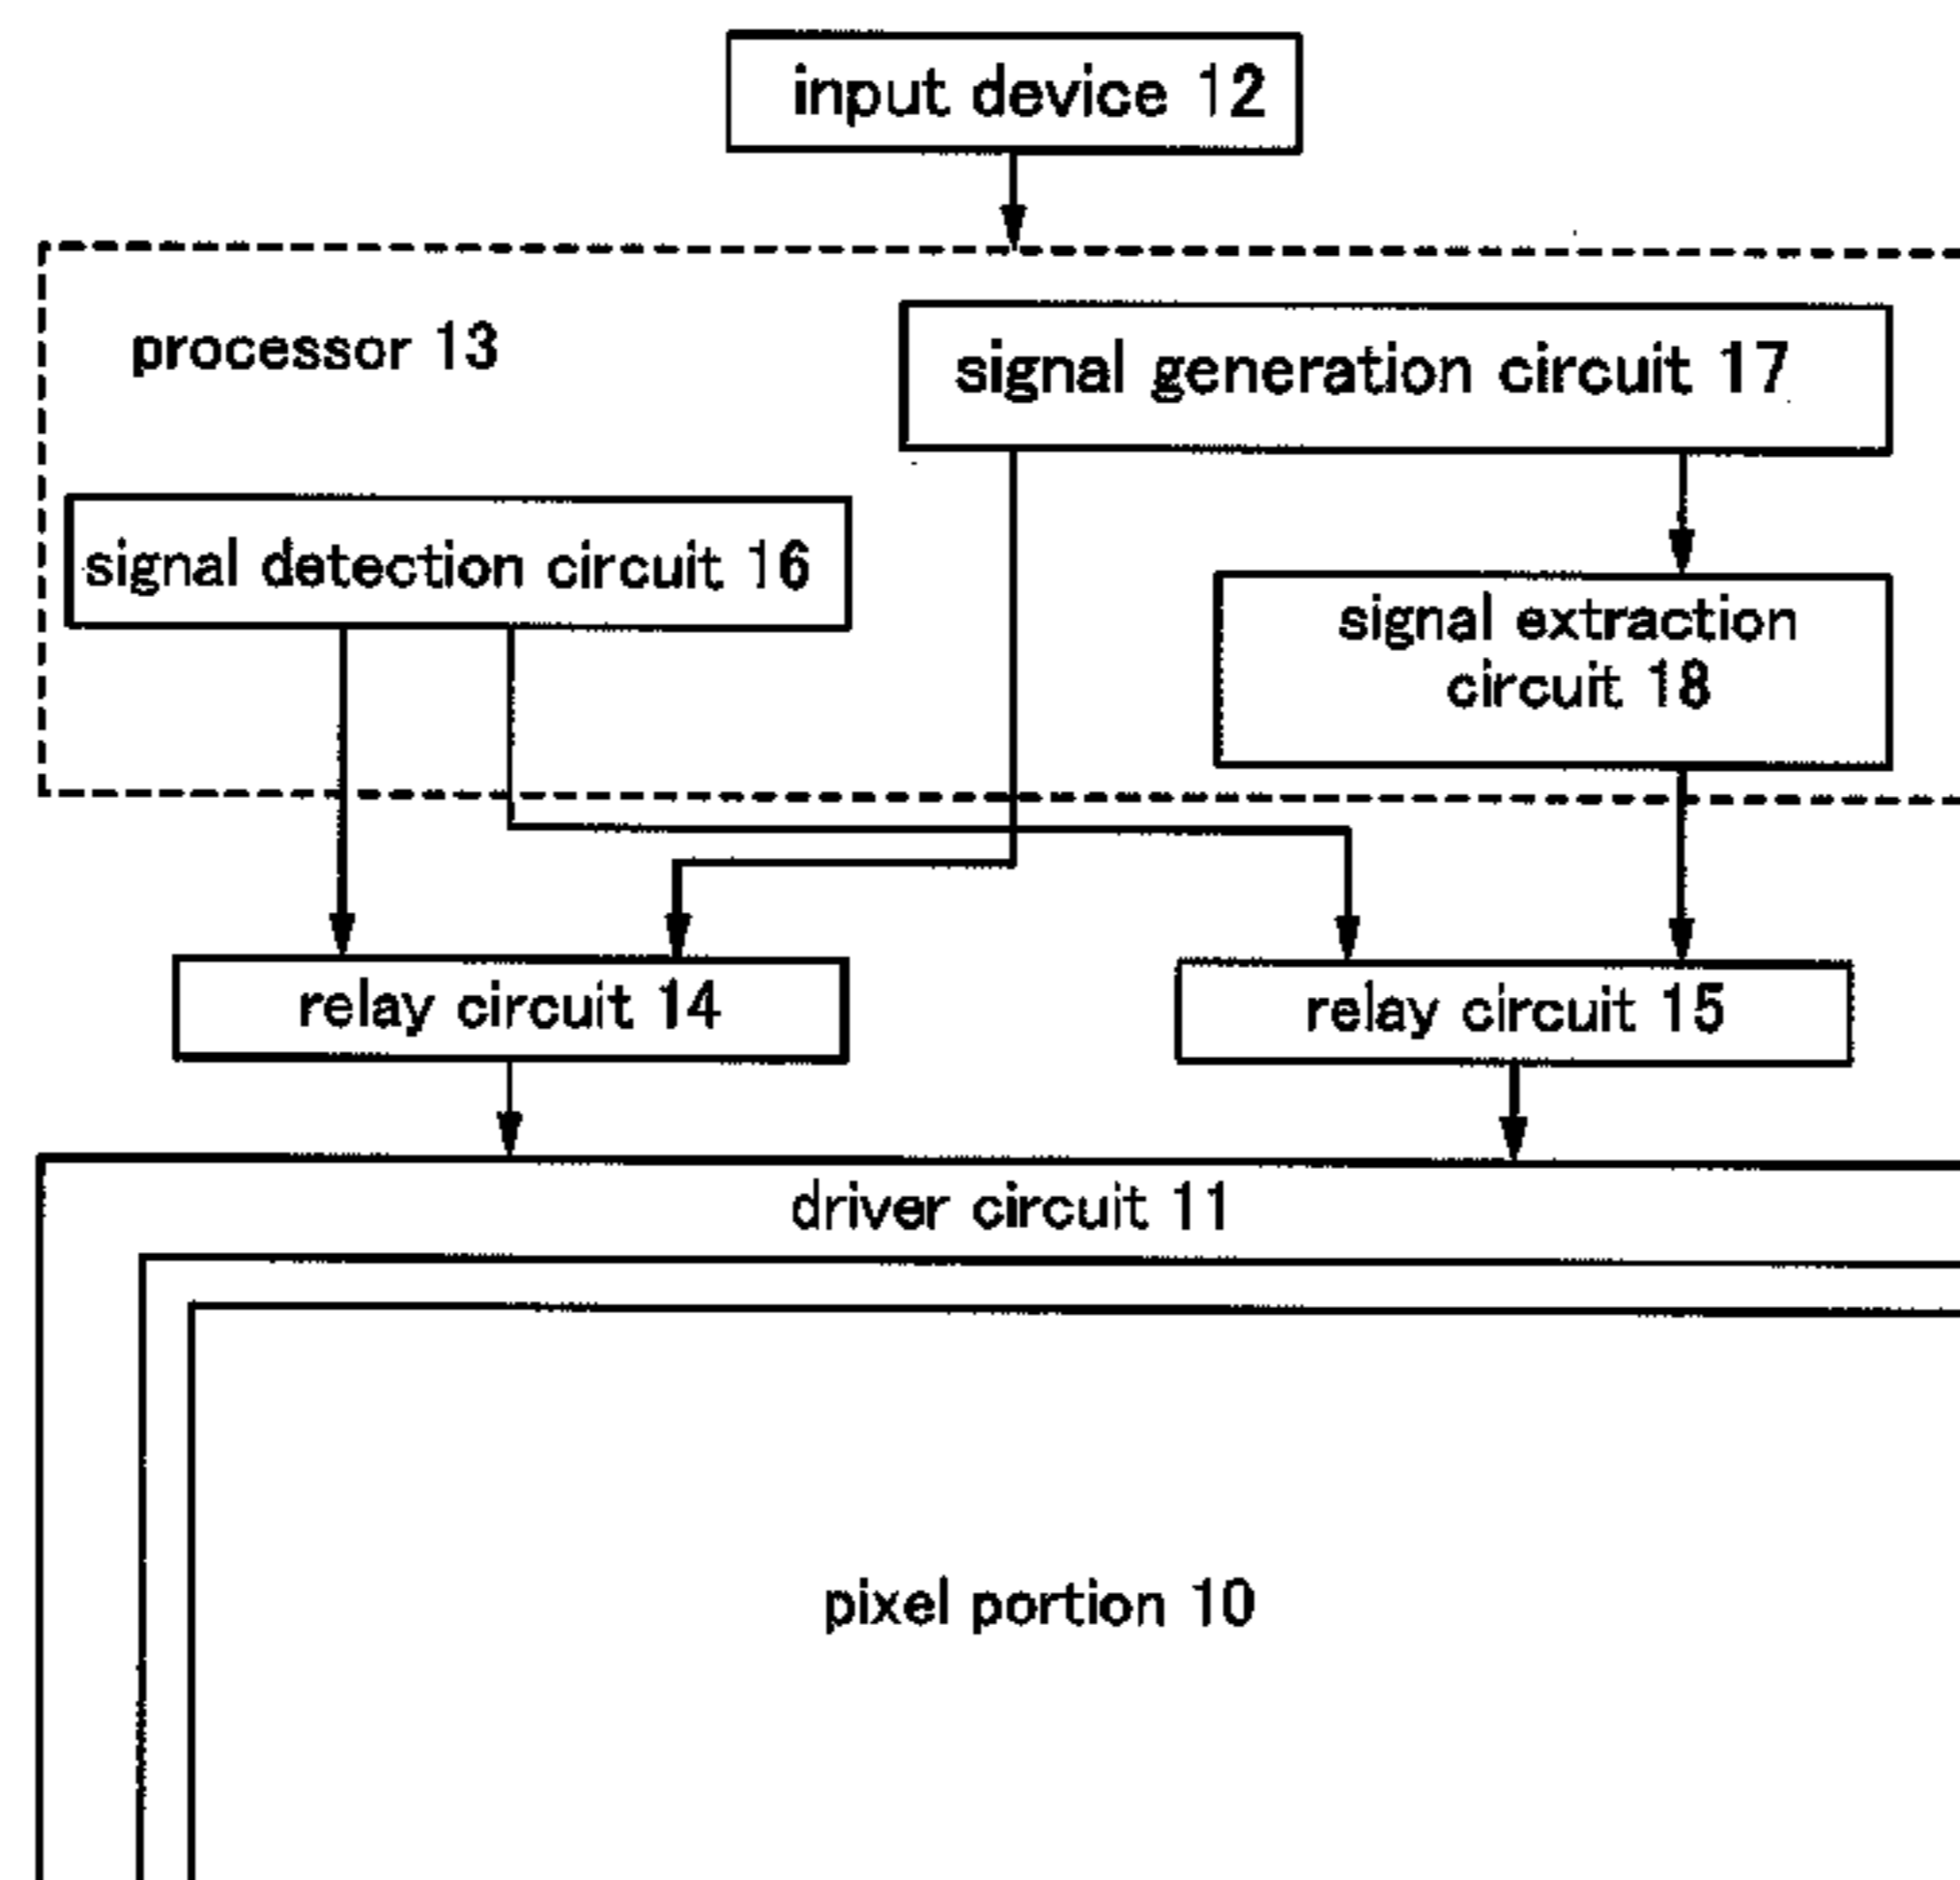 input device 12
processor 13
signal generation circuit 17
signal detection circuit 16
signal extraction
circuit 18
relay circuit 14
relay circuit 15
driver circuit 11
pixel portion 10